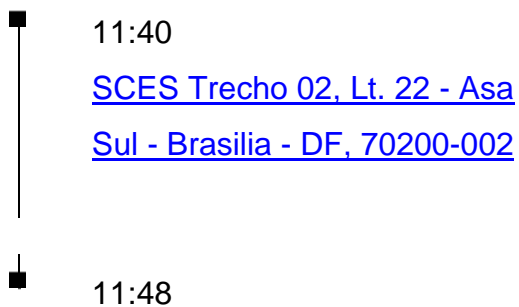 11:40
SCES Trecho 02, Lt. 22 - Asa
Sul - Brasilia - DF, 70200-002
11:48